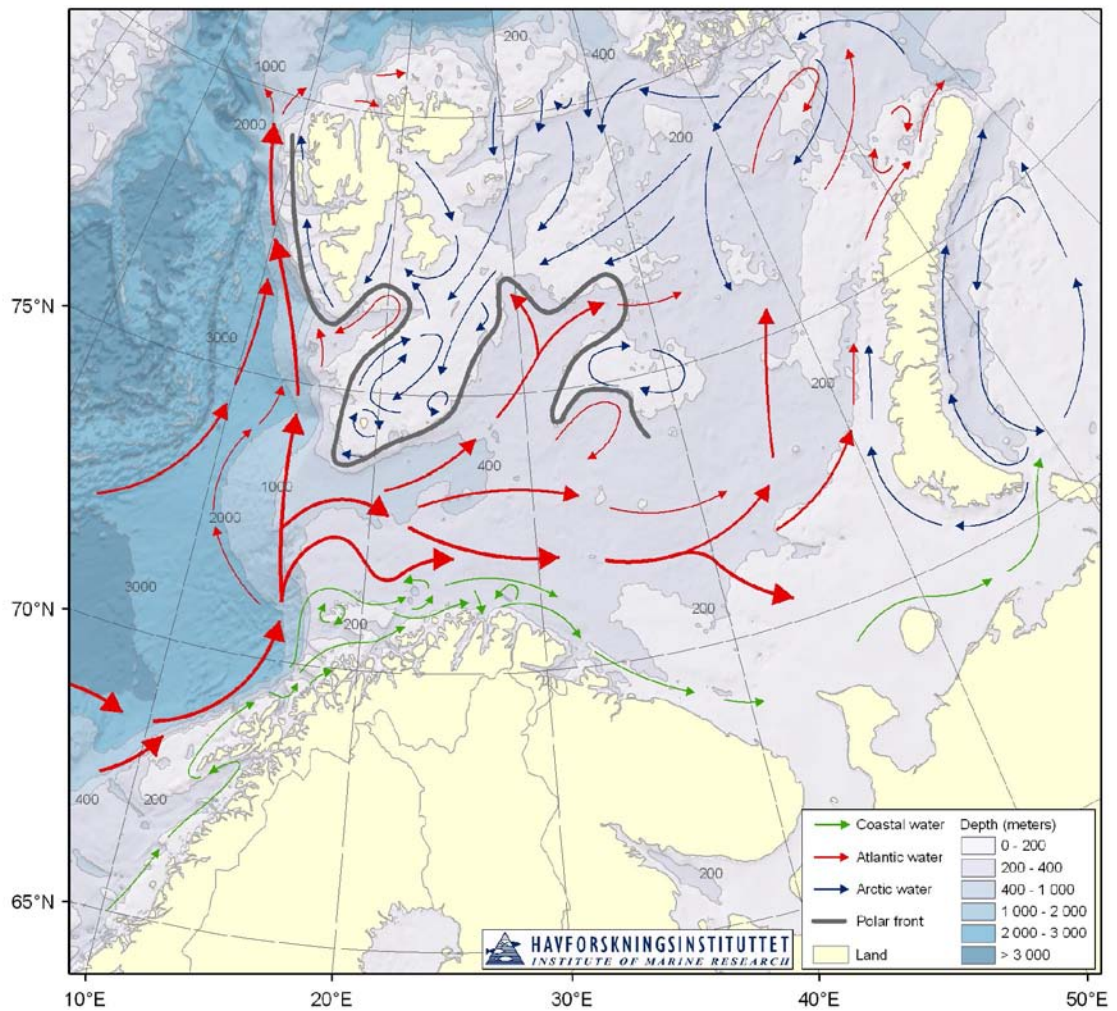 200
400
1000
200
2000
200
75°N
3000
200
400
1000
2000
3000
70°N
200
200
400
200
200
65°N
Coastal water
Atlantic water
Arctic water
Polar front
Land
Depth (meters)
0 - 200
200 - 400
400 - 1 000
1 000 - 2 000
2 000 - 3 000
> 3 000
HAVFORSKNINGSINSTITUTTET
INSTITUTE OF MARINE RESEARCH
10°E
20°E
30°E
40°E
50°E